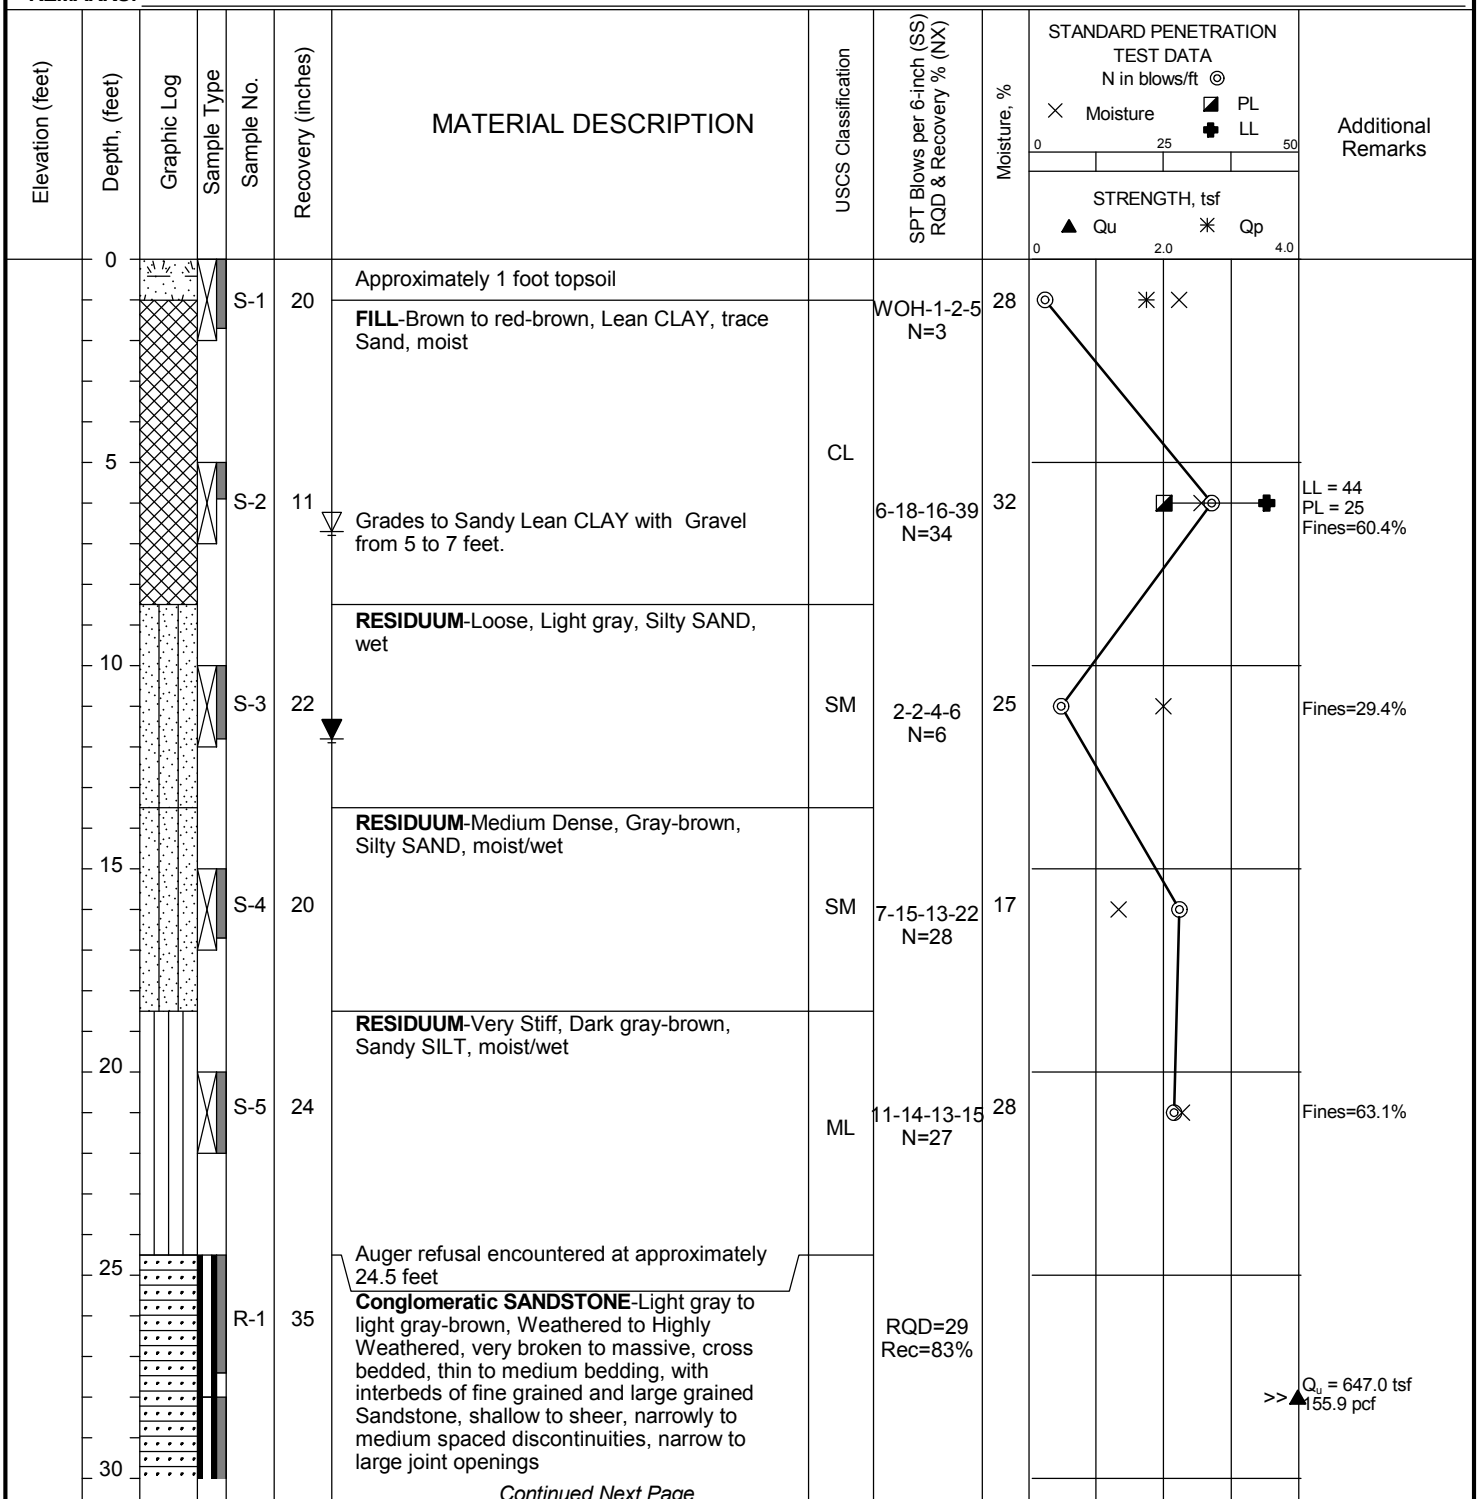 Elevation (feet)
Depth, (feet)
Graphic Log
Sample Type
Sample No.
Recovery (inches)
MATERIAL DESCRIPTION
USCS Classification
SPT Blows per 6-inch (SS)
RQD & Recovery % (NX)
Moisture, %
STANDARD PENETRATION
TEST DATA
N in blows/ft
Moisture
PL
LL
0 25 50
STRENGTH, tsf
Qu Qp
0 2.0 4.0
Additional
Remarks
0
Approximately 1 foot topsoil
S-1 20
FILL-Brown to red-brown, Lean CLAY, trace
Sand, moist
WOH-1-2-5
N=3
28
5
CL
S-2 11
Grades to Sandy Lean CLAY with Gravel
from 5 to 7 feet.
6-18-16-39
N=34
32
LL = 44
PL = 25
Fines=60.4%
RESIDUUM-Loose, Light gray, Silty SAND,
wet
10
S-3 22
SM
2-2-4-6
N=6
25
Fines=29.4%
RESIDUUM-Medium Dense, Gray-brown,
Silty SAND, moist/wet
15
S-4 20
SM
7-15-13-22
N=28
17
RESIDUUM-Very Stiff, Dark gray-brown,
Sandy SILT, moist/wet
20
S-5 24
ML
11-14-13-15
N=27
28
Fines=63.1%
Auger refusal encountered at approximately
24.5 feet
25
Conglomeratic SANDSTONE-Light gray to
light gray-brown, Weathered to Highly
Weathered, very broken to massive, cross
bedded, thin to medium bedding, with
interbeds of fine grained and large grained
Sandstone, shallow to sheer, narrowly to
medium spaced discontinuities, narrow to
large joint openings
R-1 35
RQD=29
Rec=83%
>>
Qu = 647.0 tsf
155.9 pcf
30
Continued Next Page